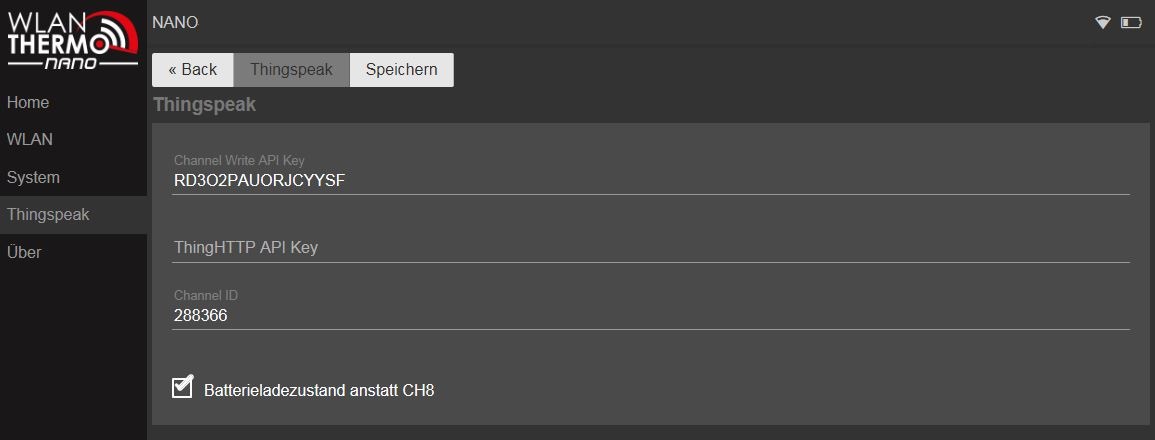 WLAN
THERMO
NANO
NANO
« Back
Thingspeak
Speichern
Home
WLAN
System
Thingspeak
Über
Thingspeak
Channel Write API Key
RD3O2PAUORJCYYSF
ThingHTTP API Key
Channel ID
288366
Batterieladezustand anstatt CH8